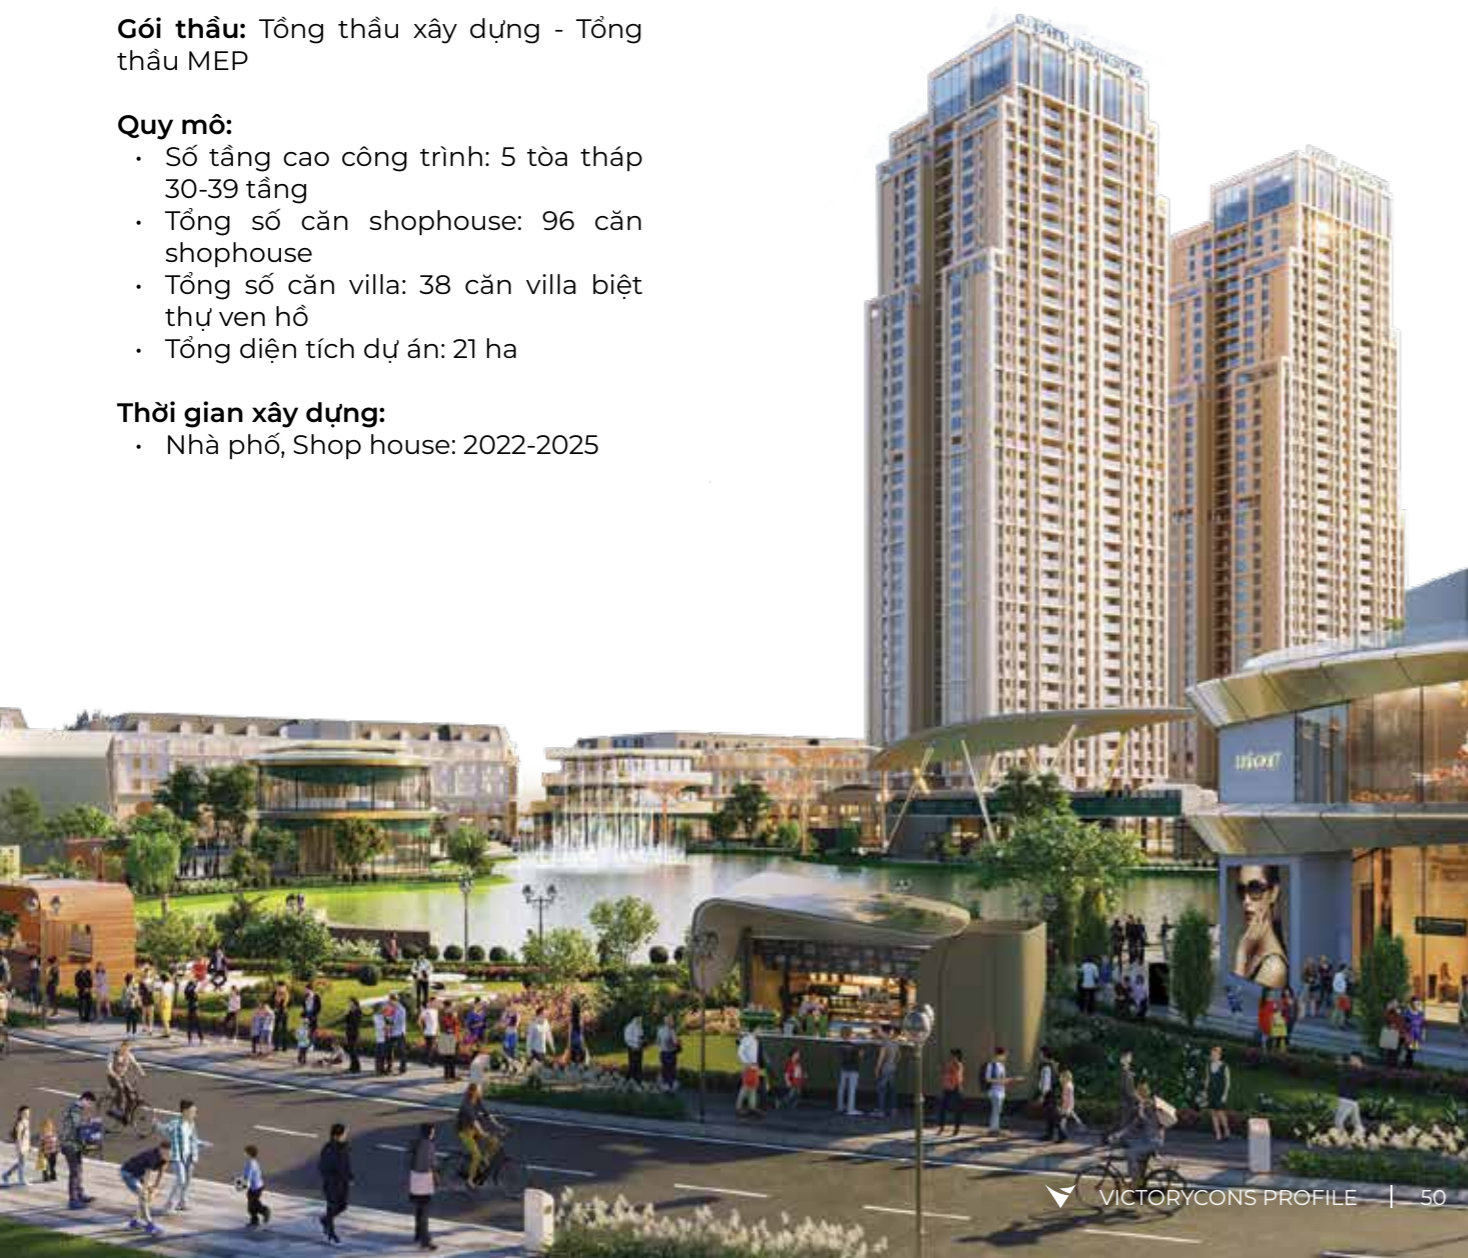 Gói thầu: Tồng thầu xây dựng - Tổng
thầu MEP
Quy mô:
• Số tầng cao công trình: 5 tòa tháp
30-39 tầng
• Tổng số căn shophouse: 96 căn
shophouse
• Tổng số căn villa: 38 căn villa biệt
thự ven hồ
• Tổng diện tích dự án: 21 ha
Thời gian xây dựng:
• Nhà phố, Shop house: 2022-2025
VICTORYCONS PROFILE | 50